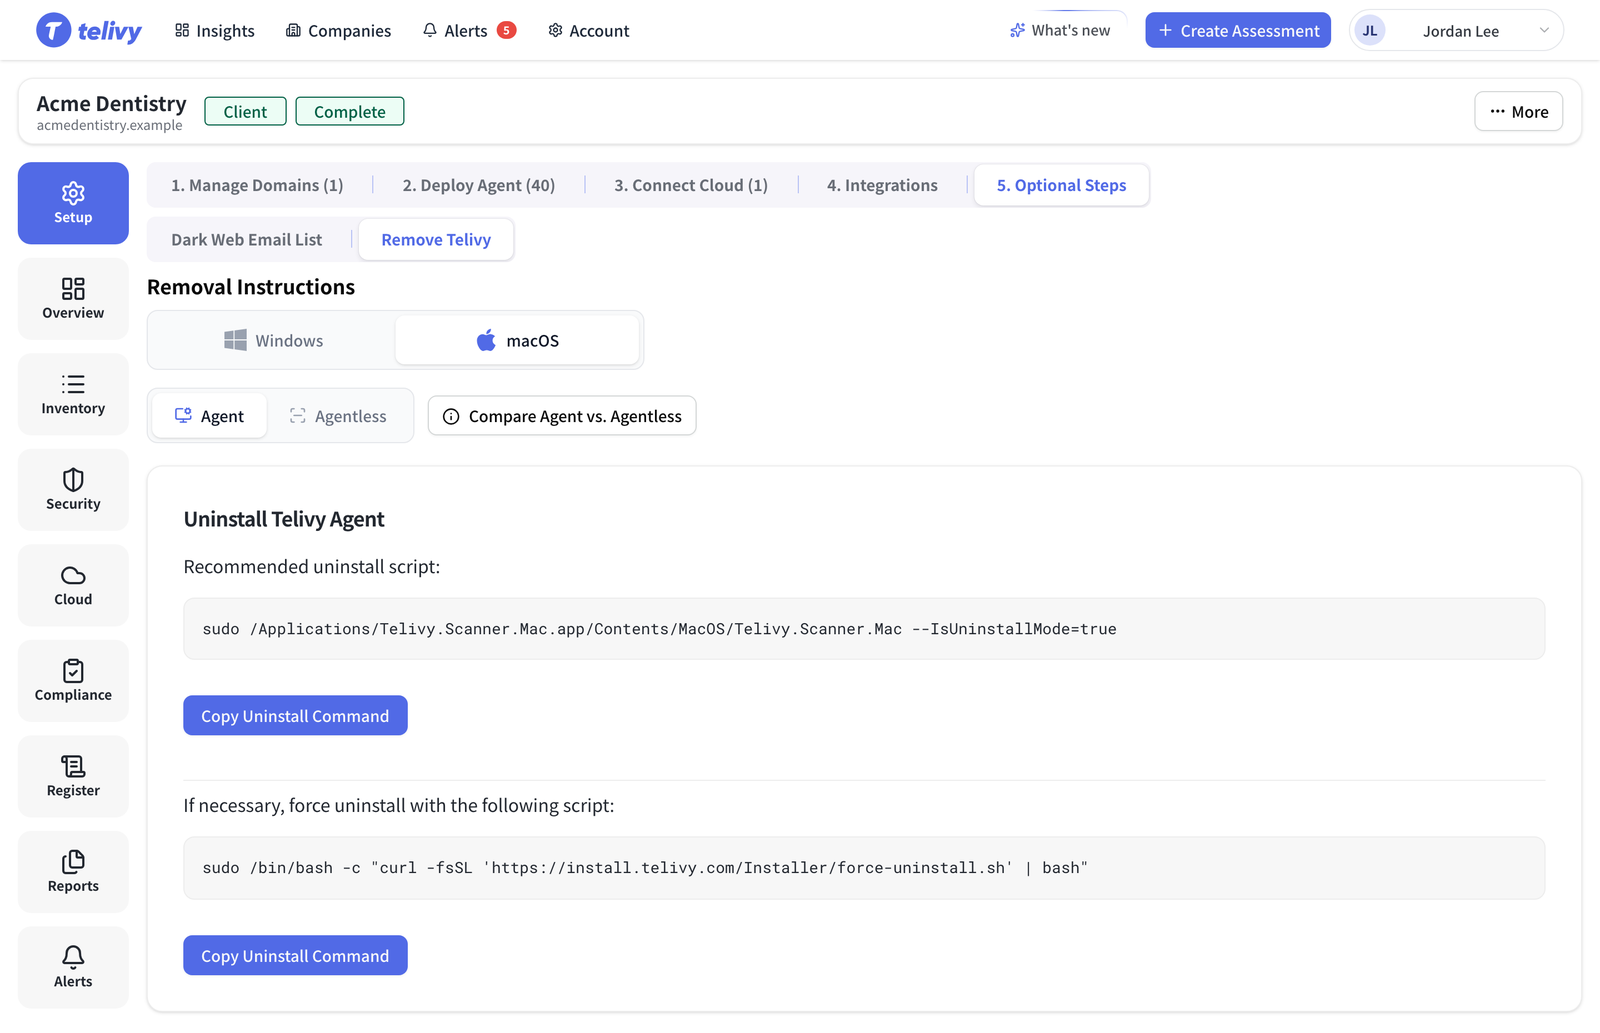 telivy
Insights
Companies
Alerts 5
Account
What's new
+ Create Assessment
JL
Jordan Lee
Acme Dentistry
acmedentistry.example
Client
Complete
··· More
Setup
Overview
Inventory
Security
Cloud
Compliance
Register
Reports
Alerts
1. Manage Domains (1)
2. Deploy Agent (40)
3. Connect Cloud (1)
4. Integrations
5. Optional Steps
Dark Web Email List
Remove Telivy
Removal Instructions
Windows
macOS
Agent
Agentless
Compare Agent vs. Agentless
Uninstall Telivy Agent
Recommended uninstall script:
sudo /Applications/Telivy.Scanner.Mac.app/Contents/MacOS/Telivy.Scanner.Mac --IsUninstallMode=true
Copy Uninstall Command
If necessary, force uninstall with the following script:
sudo /bin/bash -c "curl -fsSL 'https://install.telivy.com/Installer/force-uninstall.sh' | bash"
Copy Uninstall Command